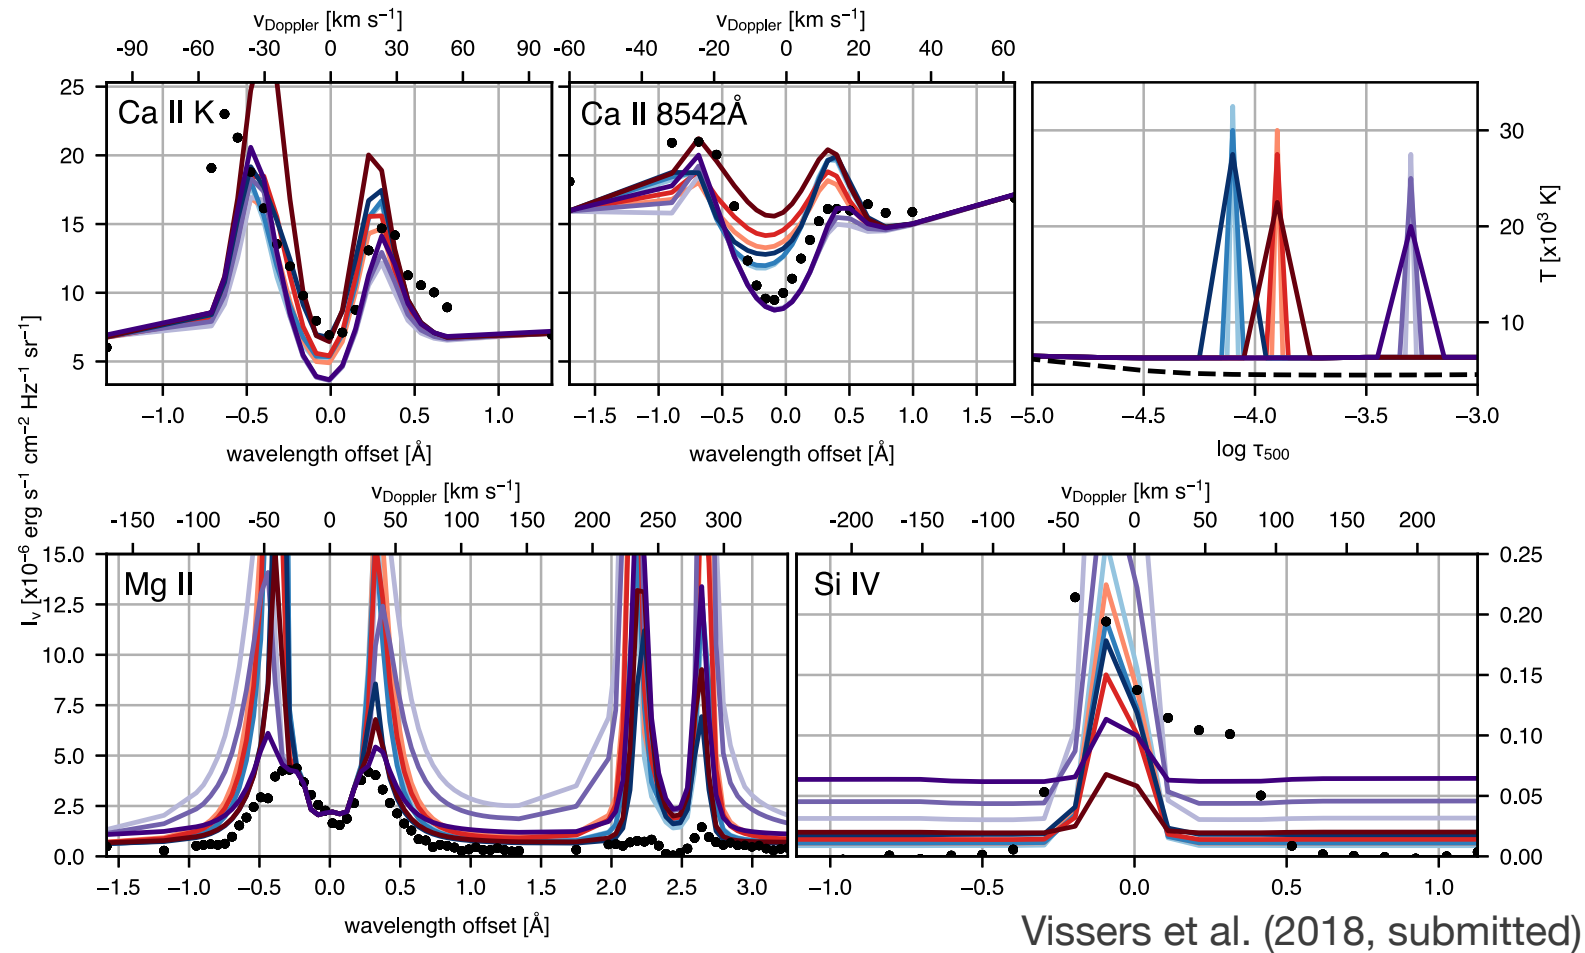 v_Doppler [km s⁻¹]
v_Doppler [km s⁻¹]
-90 -60 -30 0 30 60 90
-60 -40 -20 0 20 40 60
25
20
15
10
5
Ca II K
Ca II 8542Å
30
20
10
T [x10³ K]
−1.0 −0.5 0.0 0.5 1.0
−1.5 −1.0 −0.5 0.0 0.5 1.0 1.5
−5.0 −4.5 −4.0 −3.5 −3.0
wavelength offset [Å]
wavelength offset [Å]
log τ₅₀₀
I_ν [x10⁻⁶ erg s⁻¹ cm⁻² Hz⁻¹ sr⁻¹]
v_Doppler [km s⁻¹]
v_Doppler [km s⁻¹]
-150 -100 -50 0 50 100 150 200 250 300
-200 -150 -100 -50 0 50 100 150 200
15.0
12.5
10.0
7.5
5.0
2.5
0.0
Mg II
Si IV
0.25
0.20
0.15
0.10
0.05
0.00
−1.5 −1.0 −0.5 0.0 0.5 1.0 1.5 2.0 2.5 3.0
−1.0 −0.5 0.0 0.5 1.0
wavelength offset [Å]
Vissers et al. (2018, submitted)